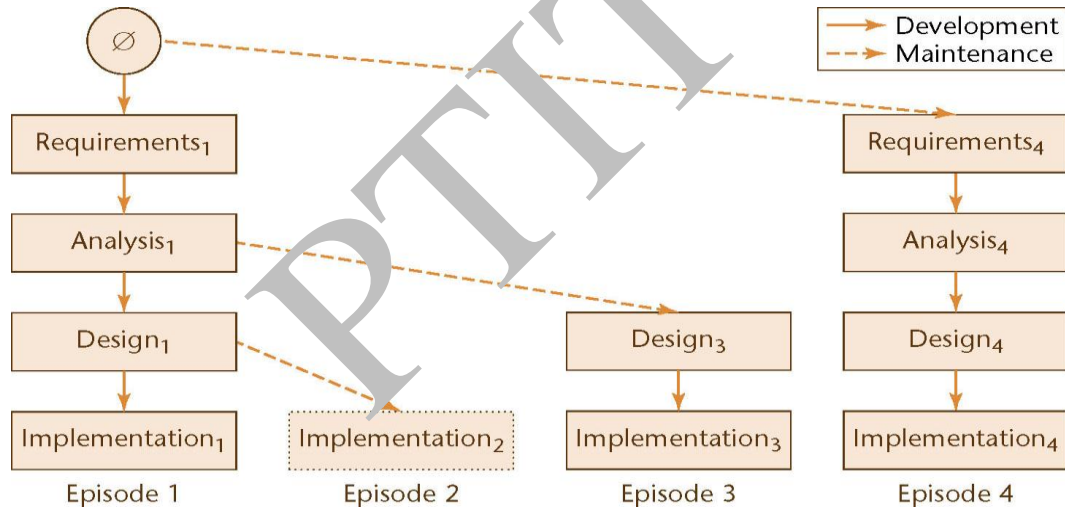 ∅
Development
Maintenance
Requirements₁
Requirements₄
Analysis₁
Analysis₄
Design₁
Design₃
Design₄
Implementation₁
Implementation₂
Implementation₃
Implementation₄
Episode 1
Episode 2
Episode 3
Episode 4
PTIT